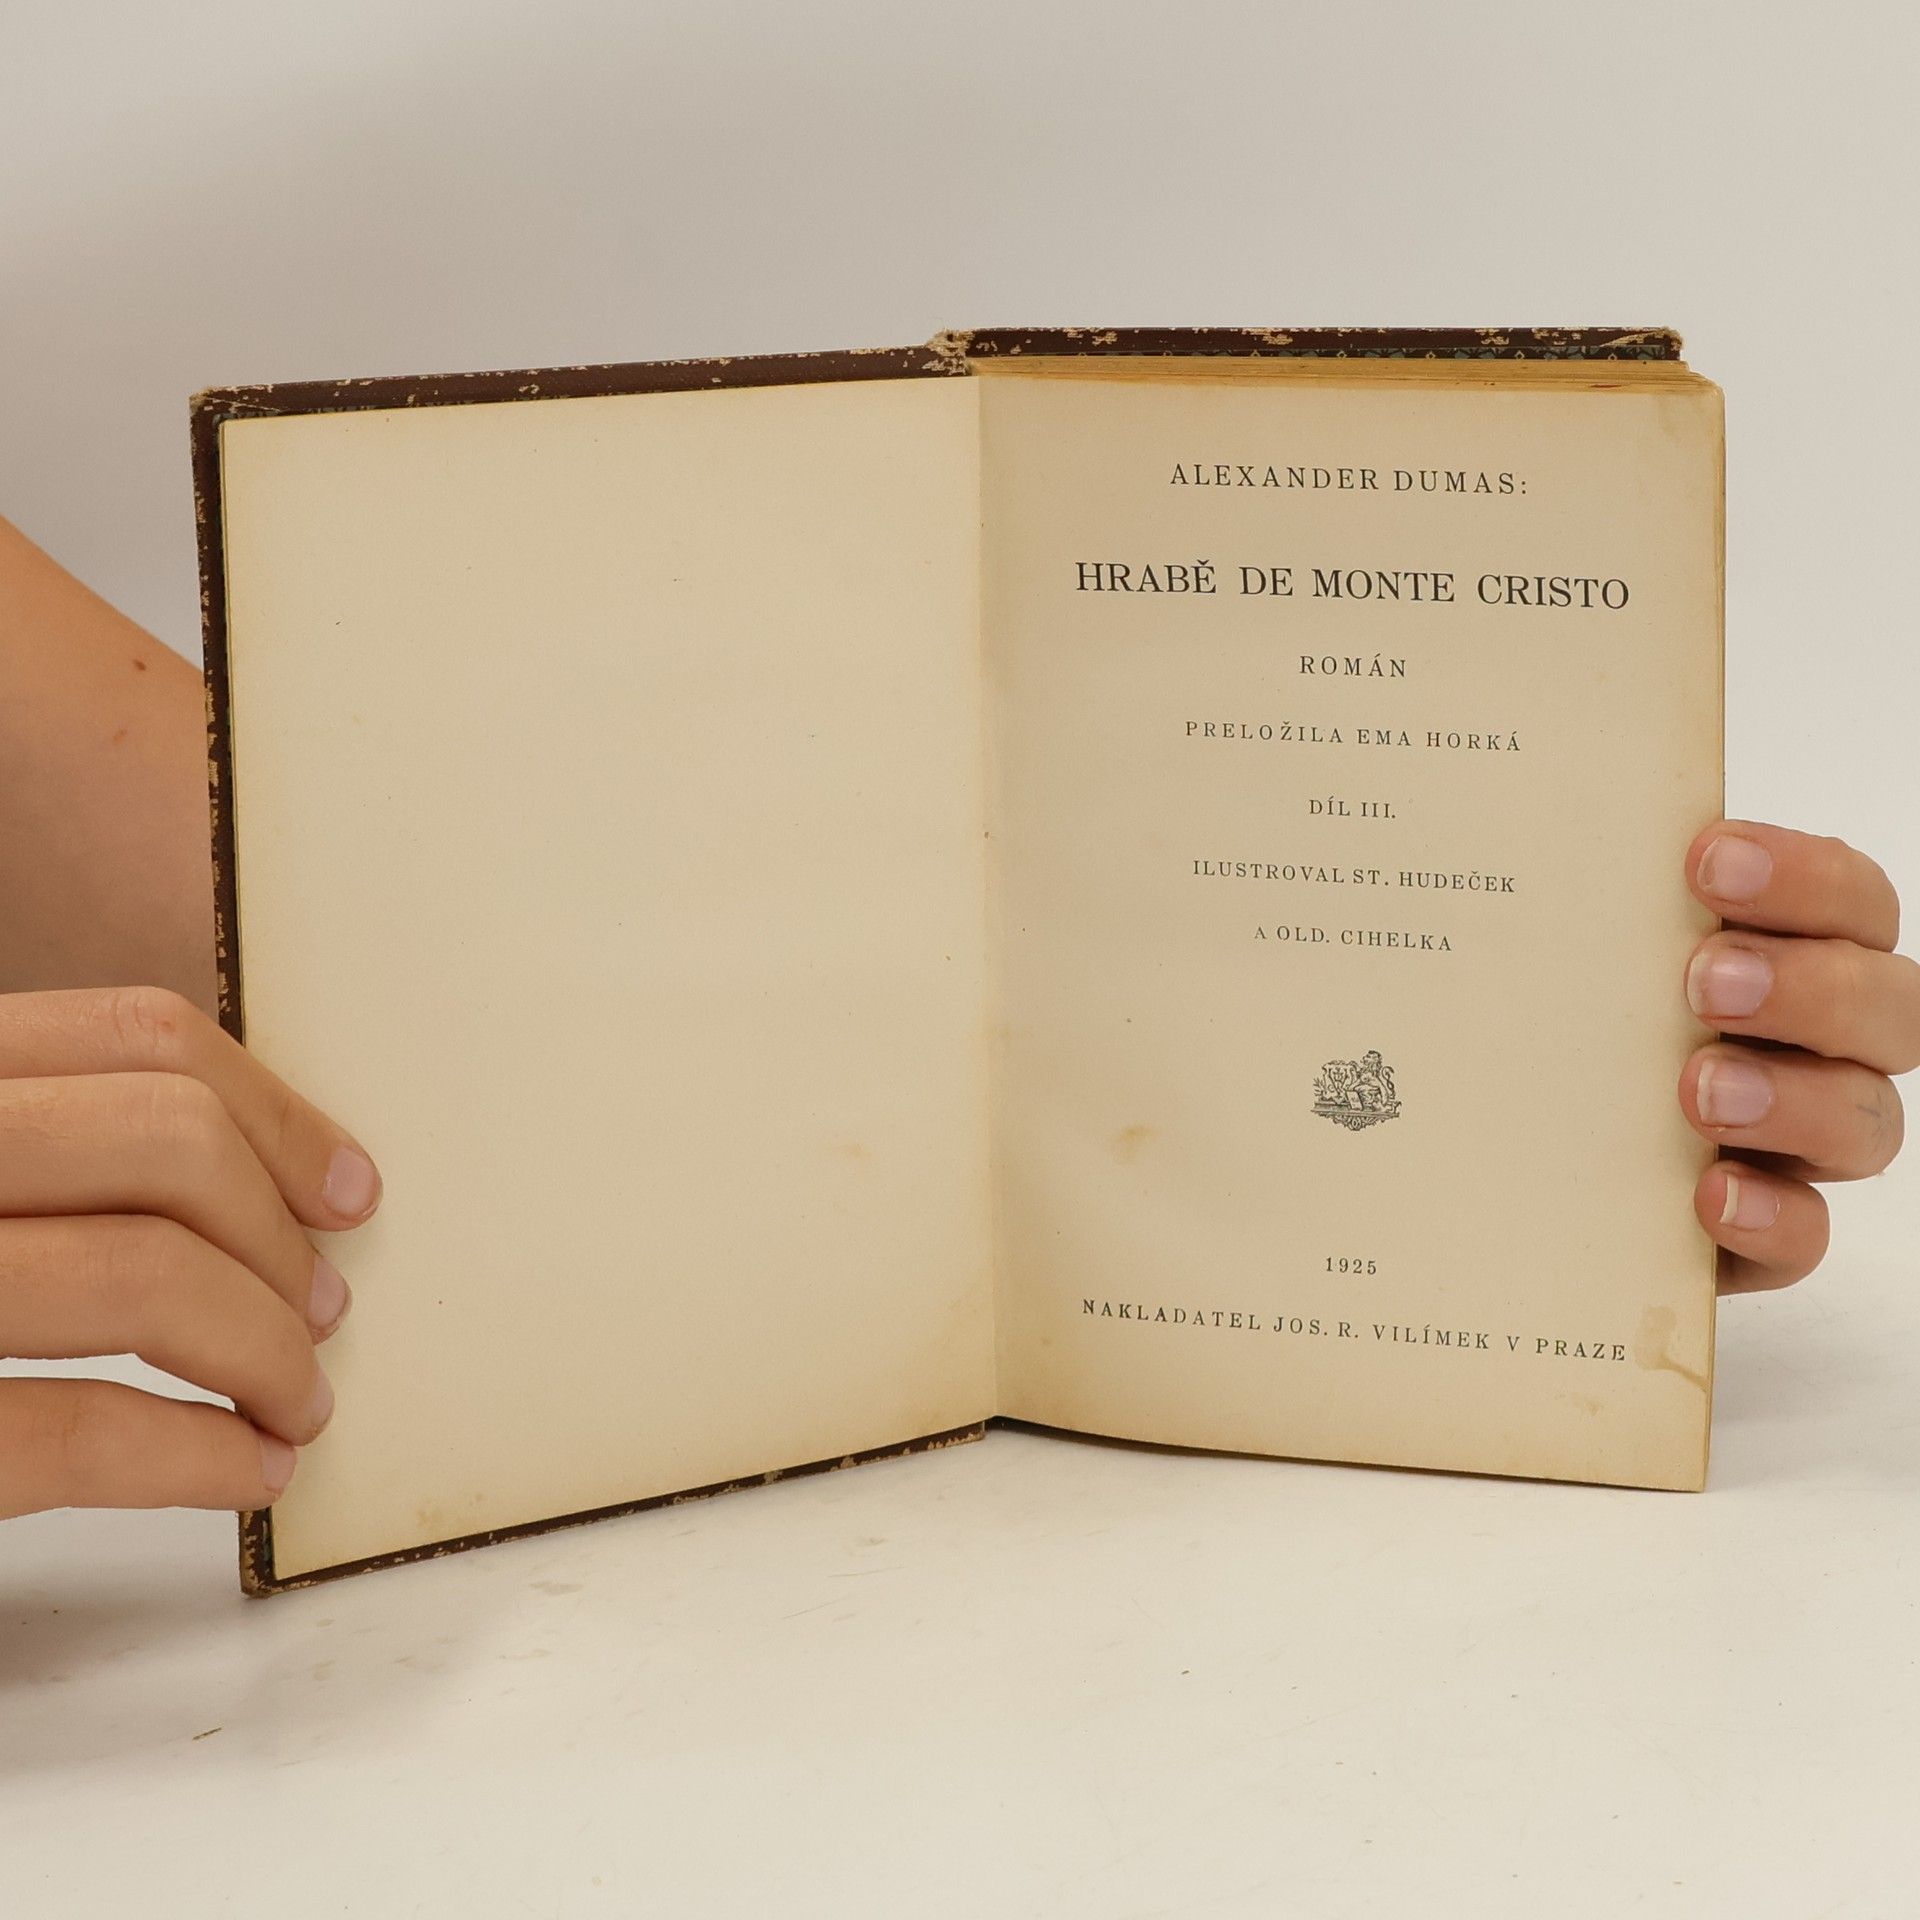 ALEXANDER DUMAS:
HRABĚ DE MONTE CRISTO
ROMÁN
PRELOŽILA EMA HORKÁ
DÍL III.
ILUSTROVAL ST. HUDEČEK
A OLD. CIHELKA
1925
NAKLADATEL JOS. R. VILÍMEK V PRAZE